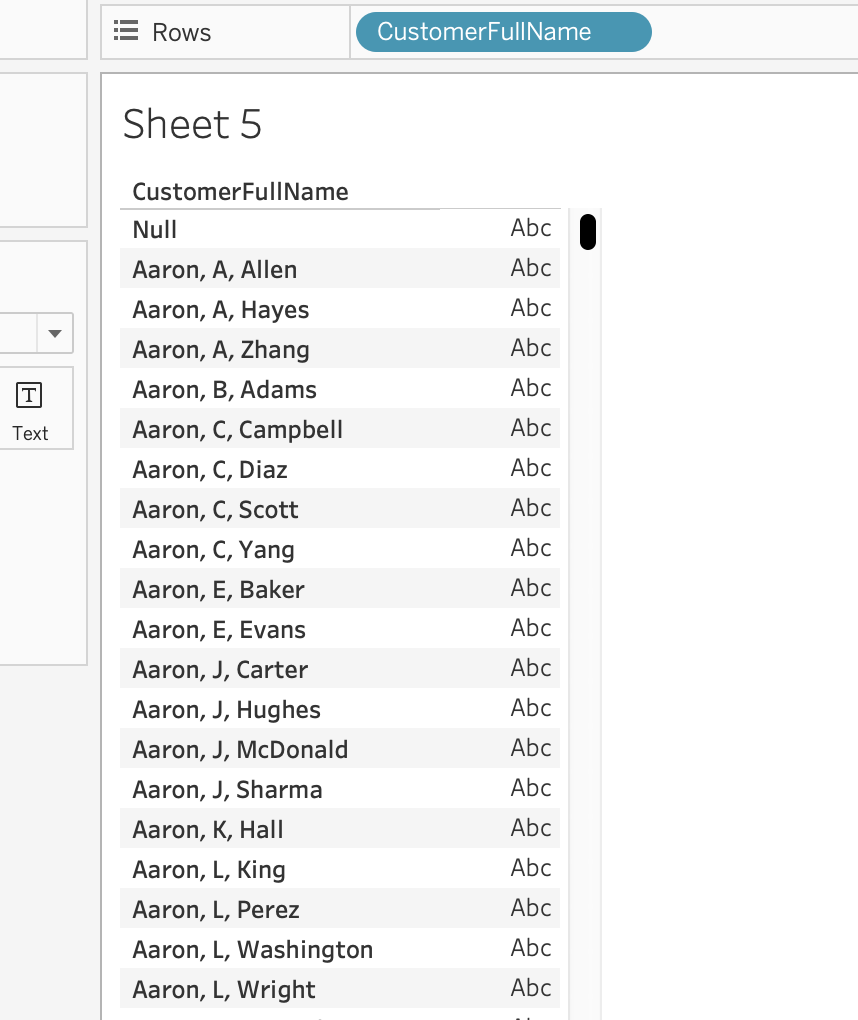 Rows CustomerFullName
Sheet 5
CustomerFullName
Null Abc
Aaron, A, Allen Abc
Aaron, A, Hayes Abc
Aaron, A, Zhang Abc
Aaron, B, Adams Abc
Aaron, C, Campbell Abc
Aaron, C, Diaz Abc
Aaron, C, Scott Abc
Aaron, C, Yang Abc
Aaron, E, Baker Abc
Aaron, E, Evans Abc
Aaron, J, Carter Abc
Aaron, J, Hughes Abc
Aaron, J, McDonald Abc
Aaron, J, Sharma Abc
Aaron, K, Hall Abc
Aaron, L, King Abc
Aaron, L, Perez Abc
Aaron, L, Washington Abc
Aaron, L, Wright Abc
T
Text